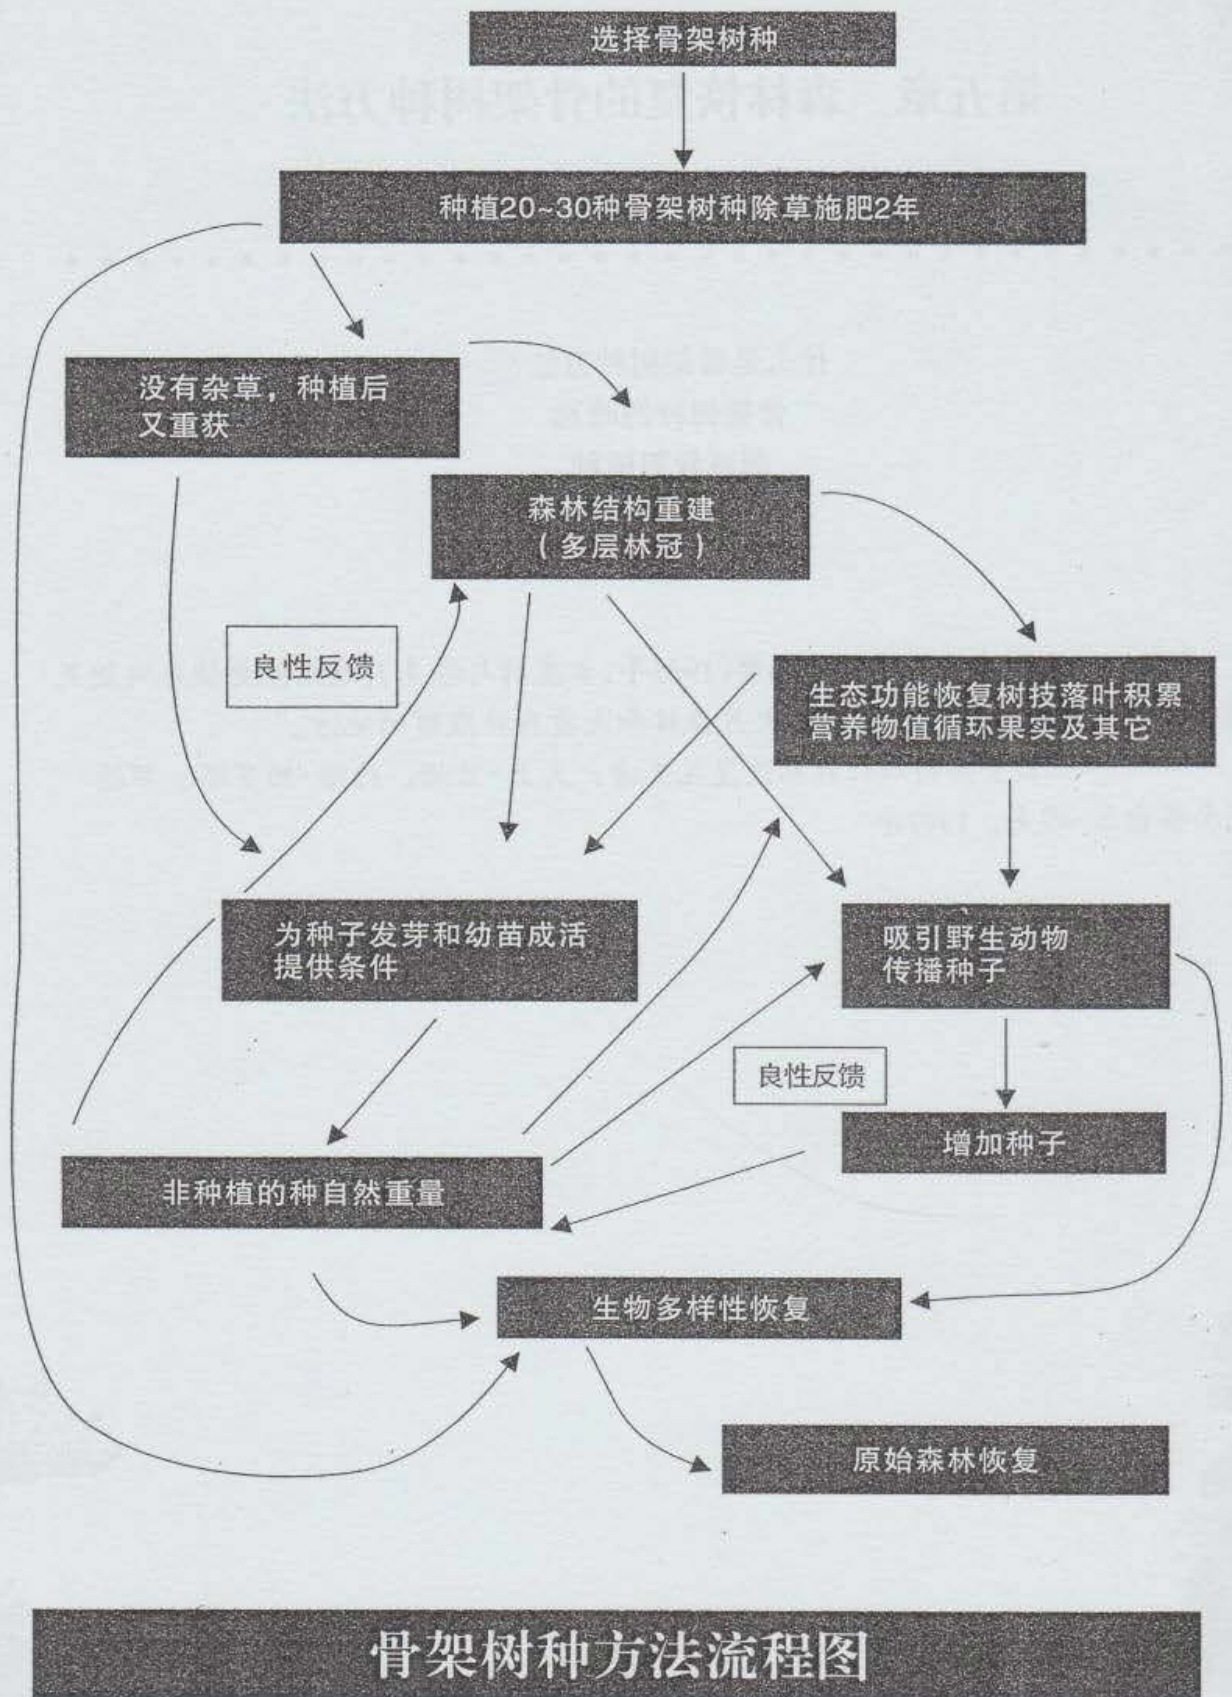 选择骨架树种
种植20~30种骨架树种除草施肥2年
没有杂草，种植后
又重获
森林结构重建
（多层林冠）
良性反馈
生态功能恢复树技落叶积累
营养物值循环果实及其它
为种子发芽和幼苗成活
提供条件
吸引野生动物
传播种子
良性反馈
增加种子
非种植的种自然重量
生物多样性恢复
原始森林恢复
骨架树种方法流程图